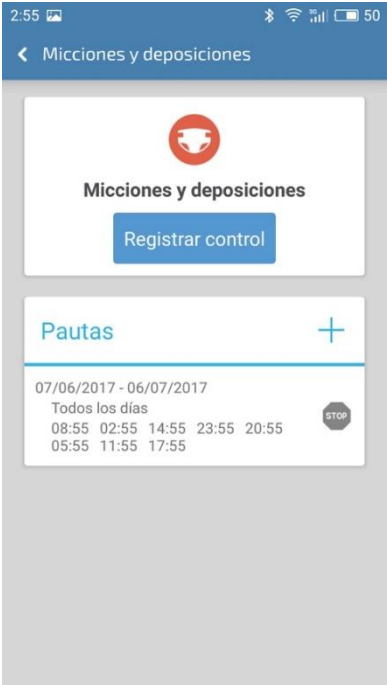 2:55 3G 50
Micciones y deposiciones
Micciones y deposiciones
Registrar control
Pautas
07/06/2017 - 06/07/2017
Todos los días
08:55 02:55 14:55 23:55 20:55
STOP
05:55 11:55 17:55